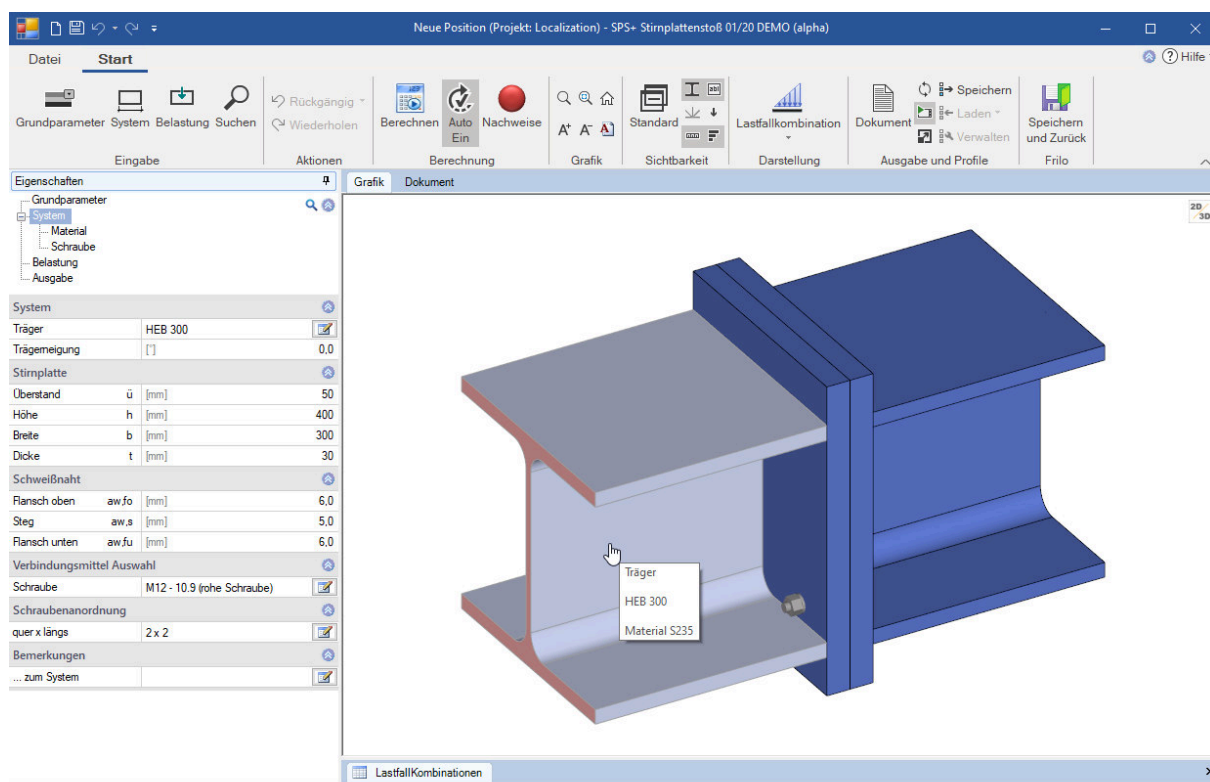 Neue Position (Projekt: Localization) - SPS+ Stirnplattenstoß 01/20 DEMO (alpha)
Datei Start Hilfe
Grundparameter System Belastung Suchen
Eingabe
Rückgängig
Wiederholen
Aktionen
Berechnen Auto Ein Nachweise
Berechnung
Grafik
Standard
Sichtbarkeit
Lastfallkombination
Darstellung
Dokument
Speichern
Laden
Verwalten
Ausgabe und Profile
Speichern
und Zurück
Frilo
Eigenschaften
Grundparameter
System
Material
Schraube
Belastung
Ausgabe
System
Träger HEB 300
Trägerneigung [°] 0,0
Stirnplatte
Überstand ü [mm] 50
Höhe h [mm] 400
Breite b [mm] 300
Dicke t [mm] 30
Schweißnaht
Flansch oben aw,fo [mm] 6,0
Steg aw,s [mm] 5,0
Flansch unten aw,fu [mm] 6,0
Verbindungsmittel Auswahl
Schraube M12 - 10.9 (rohe Schraube)
Schraubenanordnung
quer x längs 2 x 2
Bemerkungen
... zum System
Grafik Dokument
2D/
3D
Träger
HEB 300
Material S235
LastfallKombinationen